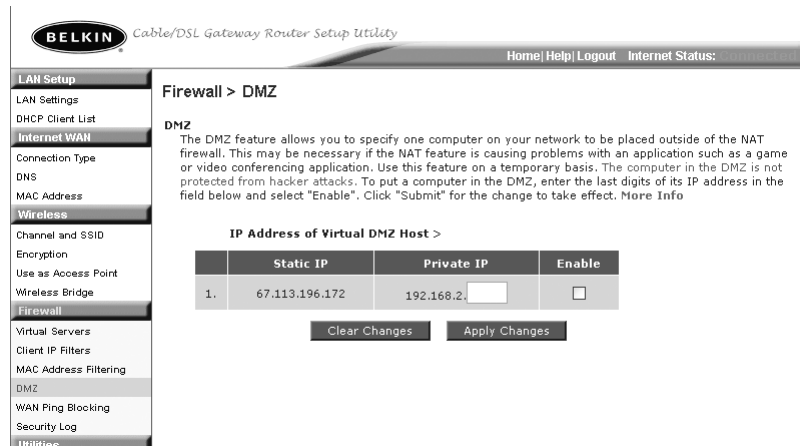 BELKIN
Cable/DSL Gateway Router Setup Utility
Home| Help| Logout Internet Status: Connected
LAN Setup
LAN Settings
DHCP Client List
Internet WAN
Connection Type
DNS
MAC Address
Wireless
Channel and SSID
Encryption
Use as Access Point
Wireless Bridge
Firewall
Virtual Servers
Client IP Filters
MAC Address Filtering
DMZ
WAN Ping Blocking
Security Log
Utilities
Firewall > DMZ
DMZ
The DMZ feature allows you to specify one computer on your network to be placed outside of the NAT
firewall. This may be necessary if the NAT feature is causing problems with an application such as a game
or video conferencing application. Use this feature on a temporary basis. The computer in the DMZ is not
protected from hacker attacks. To put a computer in the DMZ, enter the last digits of its IP address in the
field below and select "Enable". Click "Submit" for the change to take effect. More Info
IP Address of Virtual DMZ Host >
Static IP Private IP Enable
1. 67.113.196.172 192.168.2.
Clear Changes Apply Changes